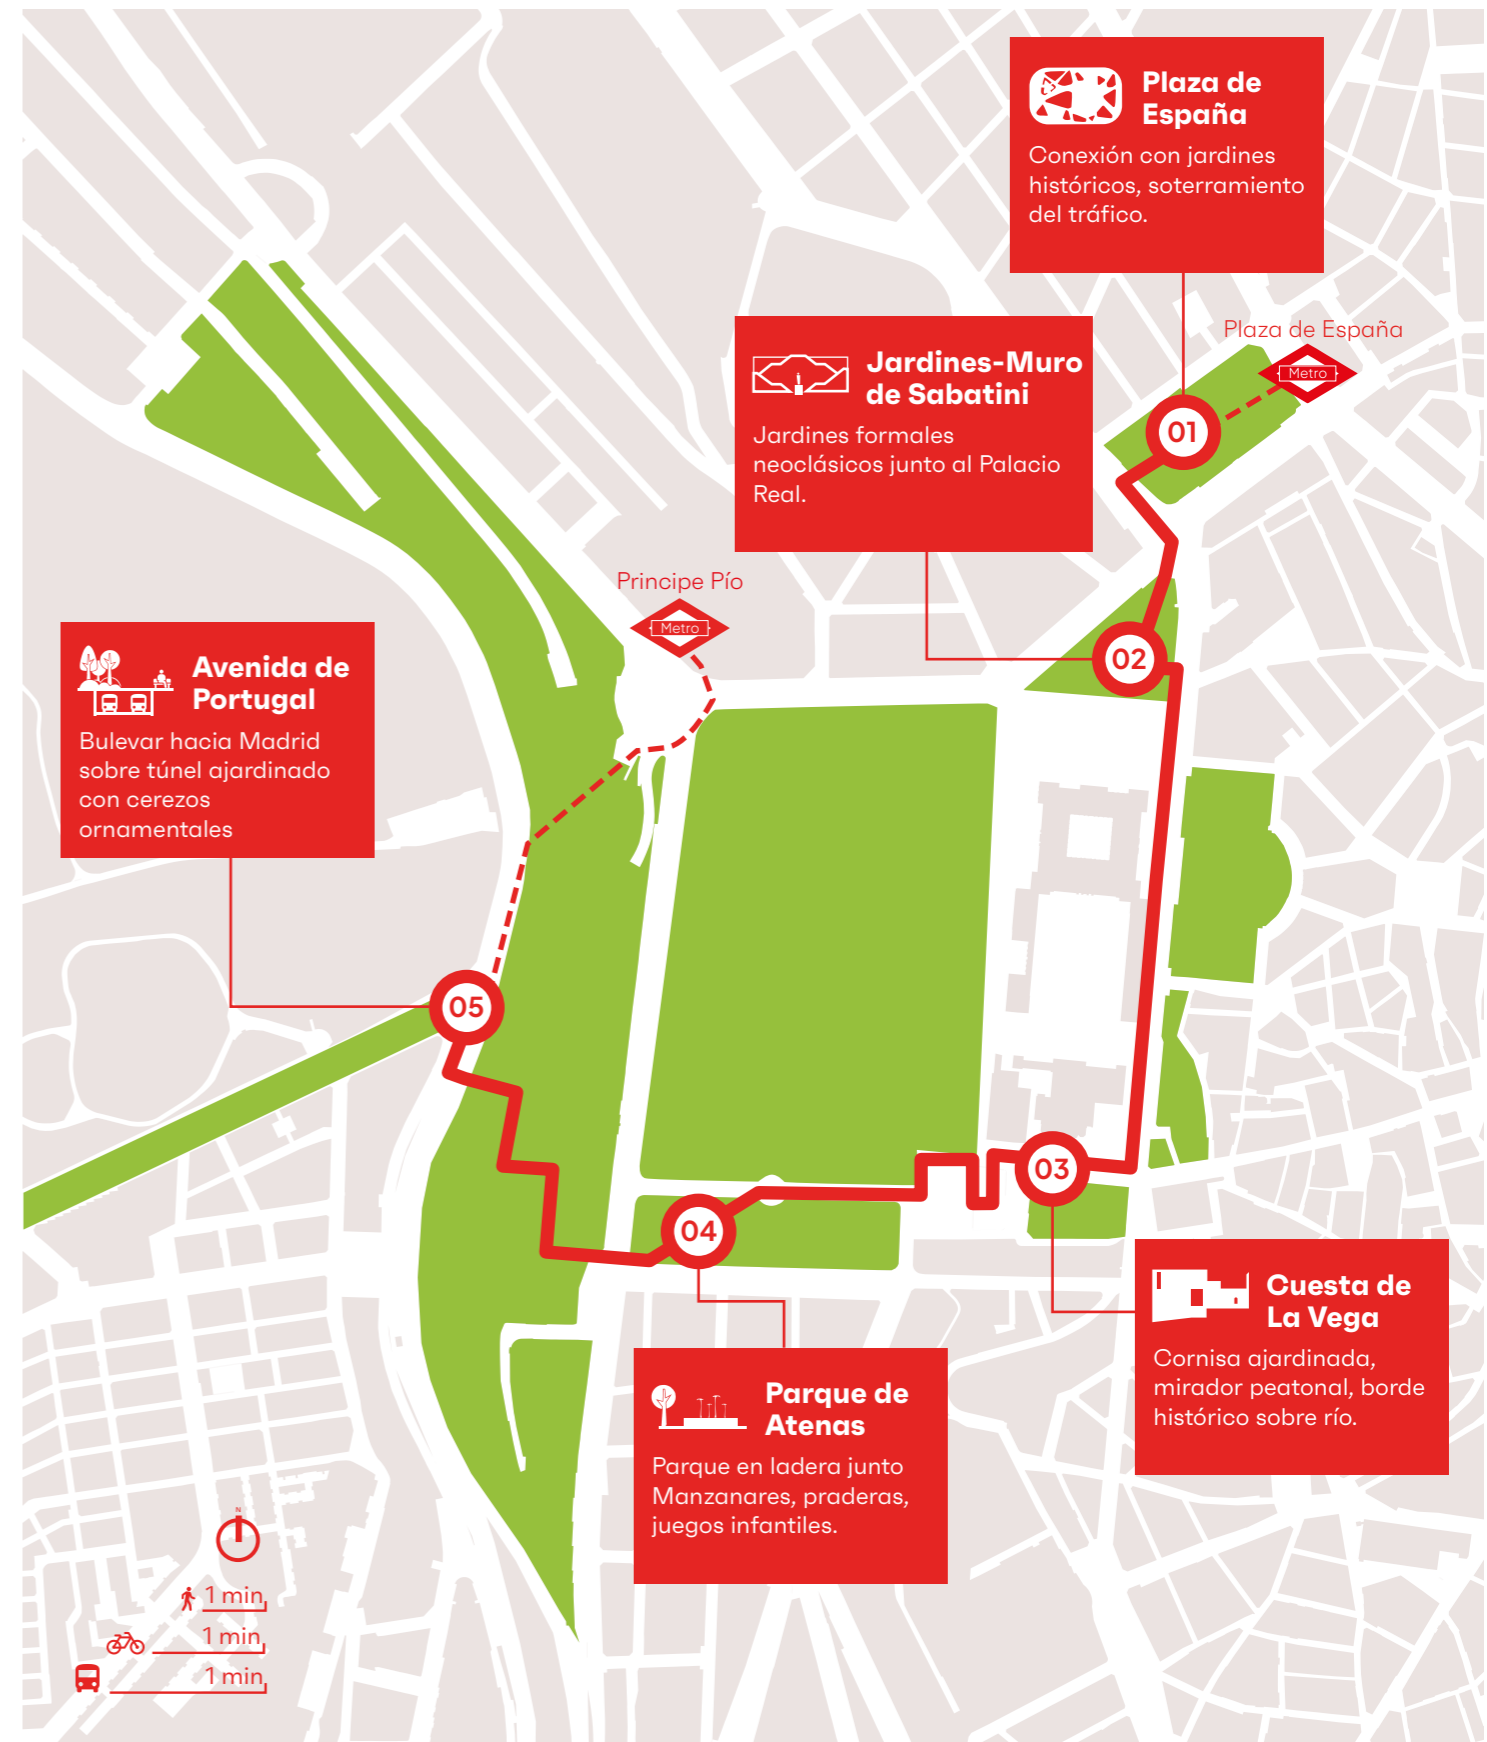 Plaza de
España
Conexión con jardines
históricos, soterramiento
del tráfico.
Plaza de España
Metro
01
Jardines-Muro
de Sabatini
Jardines formales
neoclásicos junto al Palacio
Real.
02
Principe Pío
Metro
Avenida de
Portugal
Bulevar hacia Madrid
sobre túnel ajardinado
con cerezos
ornamentales
05
03
04
Cuesta de
La Vega
Cornisa ajardinada,
mirador peatonal, borde
histórico sobre río.
Parque de
Atenas
Parque en ladera junto
Manzanares, praderas,
juegos infantiles.
N
1 min
1 min
1 min